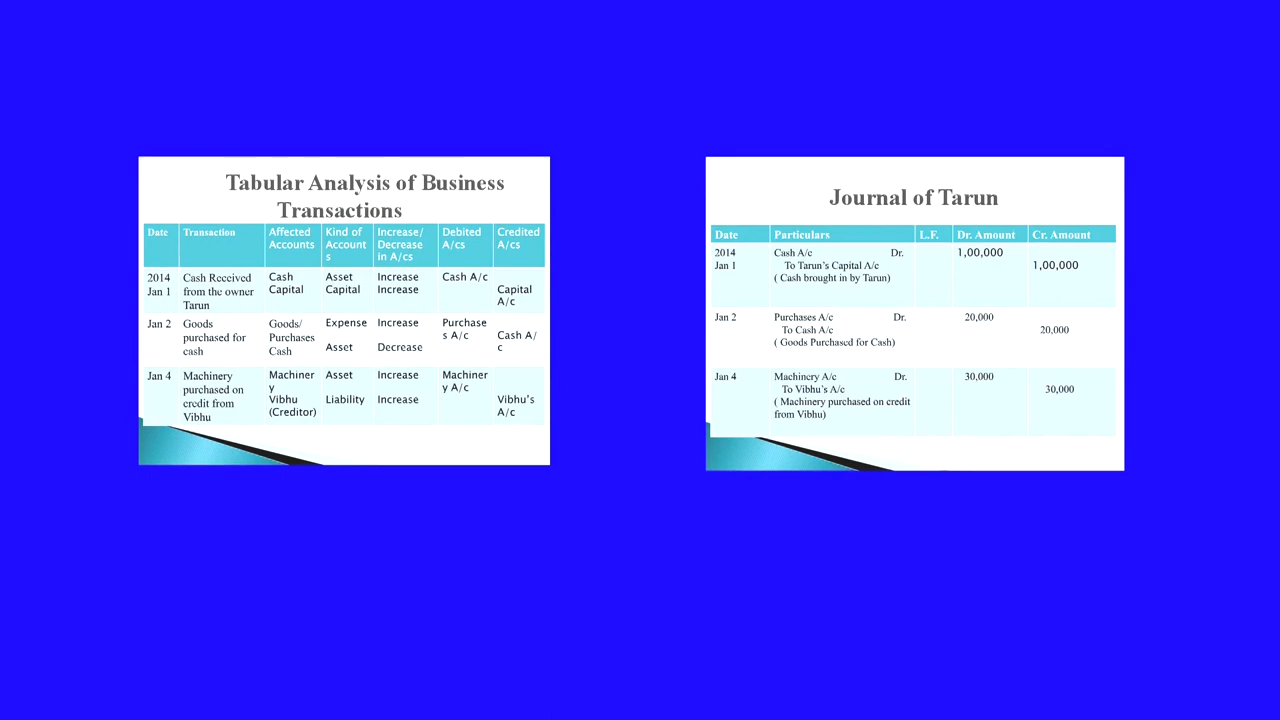 Tabular Analysis of Business
Transactions
Date Transaction Affected Accounts Kind of Account s Increase/ Decrease in A/cs Debited A/cs Credited A/cs
2014 Jan 1 Cash Received from the owner Tarun Cash Capital Asset Capital Increase Increase Cash A/c Capital A/c
Jan 2 Goods purchased for cash Goods/ Purchases Cash Expense Asset Increase Decrease Purchase s A/c Cash A/ c
Jan 4 Machinery purchased on credit from Vibhu Machiner y Vibhu (Creditor) Asset Liability Increase Increase Machiner y A/c Vibhu's A/c
Journal of Tarun
Date Particulars L.F. Dr. Amount Cr. Amount
2014 Cash A/c Dr. 1,00,000
Jan 1 To Tarun's Capital A/c 1,00,000
( Cash brought in by Tarun)
Jan 2 Purchases A/c Dr. 20,000
To Cash A/c 20,000
( Goods Purchased for Cash)
Jan 4 Machinery A/c Dr. 30,000
To Vibhu's A/c 30,000
( Machinery purchased on credit
from Vibhu)